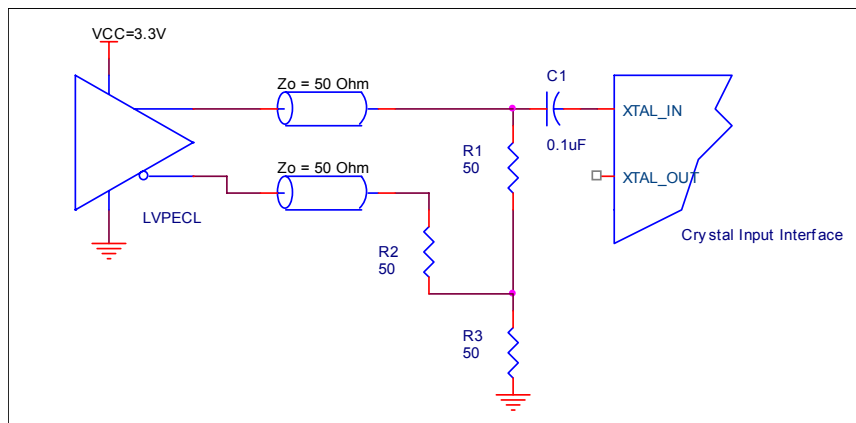 VCC=3.3V
Zo = 50 Ohm
C1
XTAL_IN
R1
50
0.1uF
Zo = 50 Ohm
XTAL_OUT
LVPECL
Crystal Input Interface
R2
50
R3
50